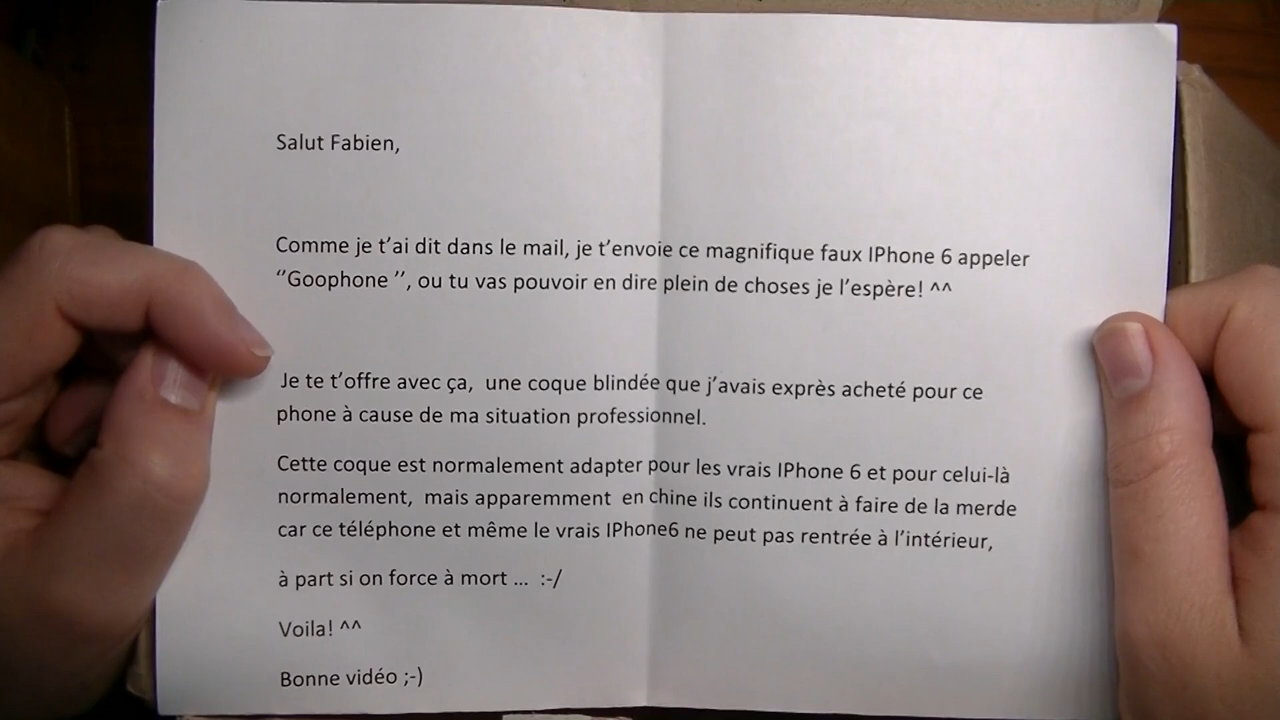 Salut Fabien,
Comme je t’ai dit dans le mail, je t’envoie ce magnifique faux IPhone 6 appeler
‘’Goophone ’’, ou tu vas pouvoir en dire plein de choses je l’espère! ^^
Je te t’offre avec ça,  une coque blindée que j’avais exprès acheté pour ce
phone à cause de ma situation professionnel.
Cette coque est normalement adapter pour les vrais IPhone 6 et pour celui-là
normalement,  mais apparemment  en chine ils continuent à faire de la merde
car ce téléphone et même le vrais IPhone6 ne peut pas rentrée à l’intérieur,
à part si on force à mort ...  :-/
Voila! ^^
Bonne vidéo ;-)